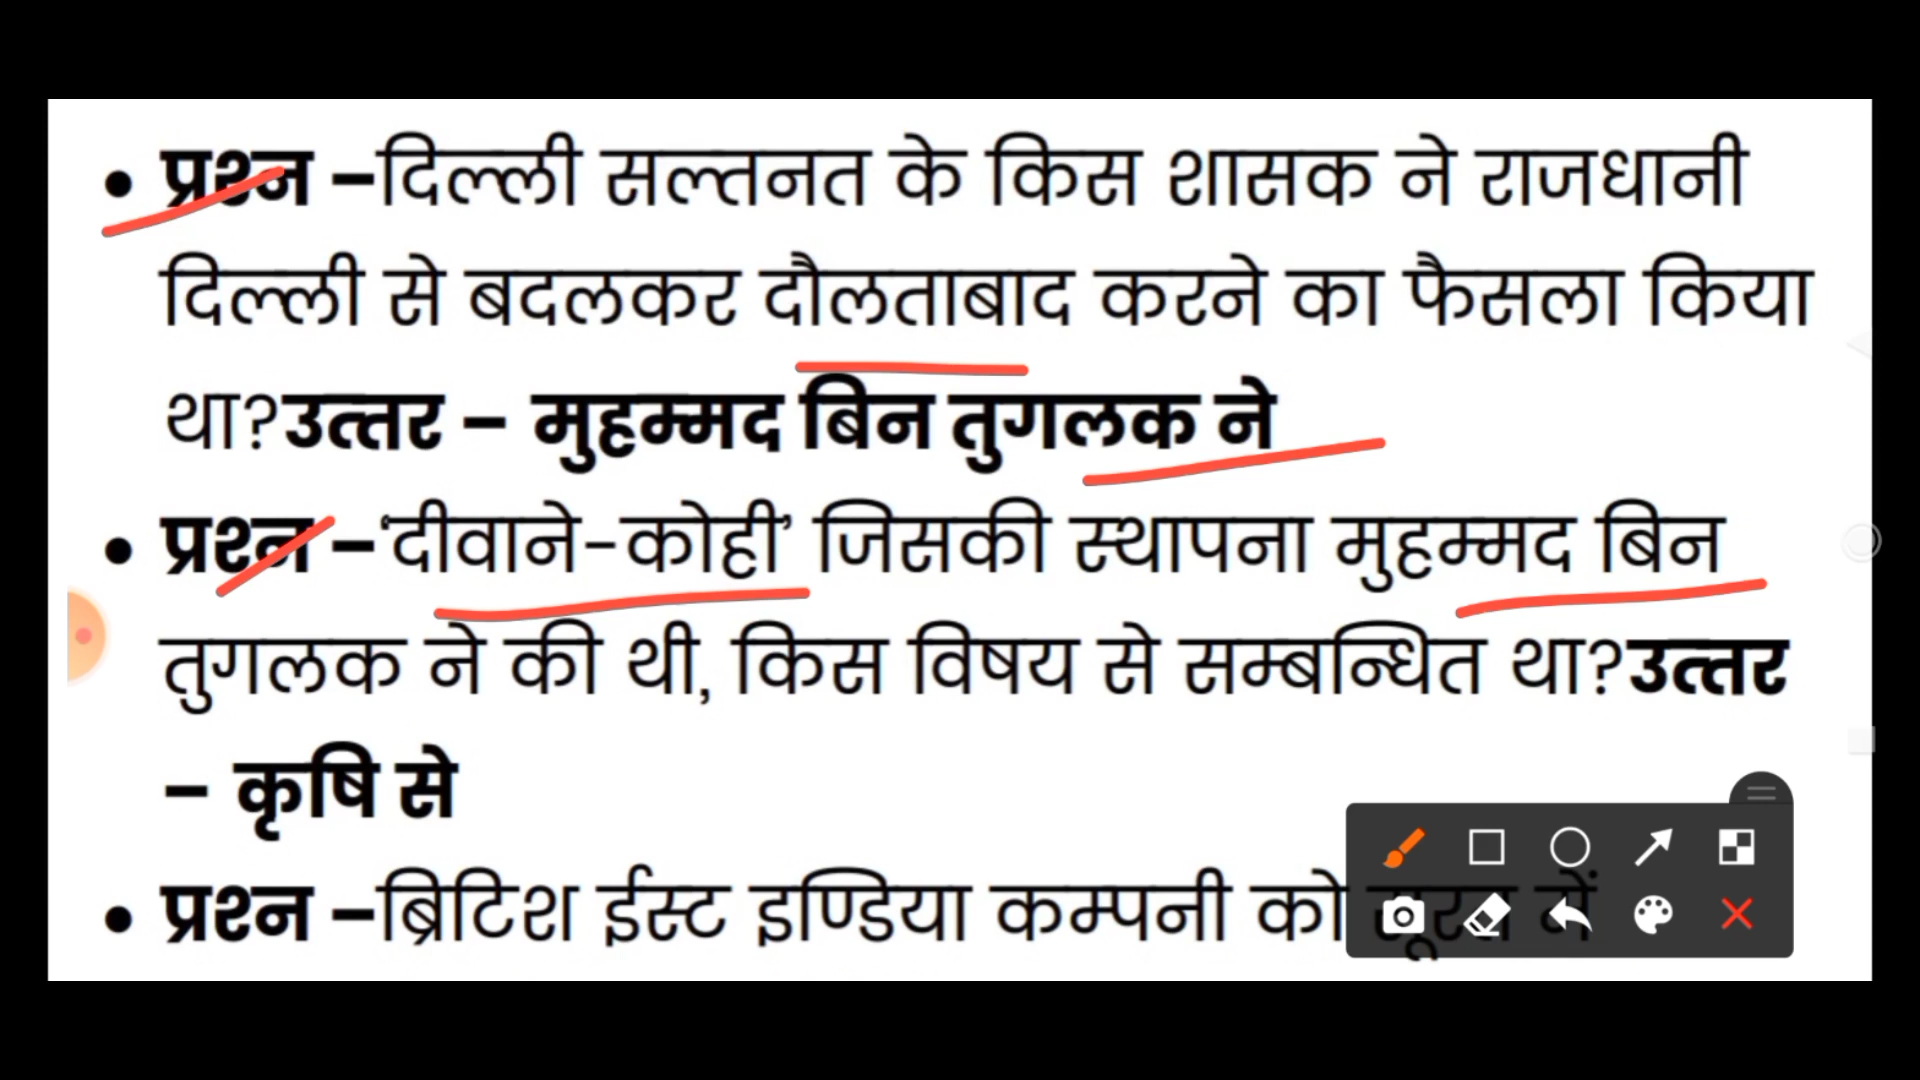 • प्रश्न –दिल्ली सल्तनत के किस शासक ने राजधानी
दिल्ली से बदलकर दौलताबाद करने का फैसला किया
था?उत्तर – मुहम्मद बिन तुगलक ने
• प्रश्न –'दीवाने-कोही' जिसकी स्थापना मुहम्मद बिन
तुगलक ने की थी, किस विषय से सम्बन्धित था?उत्तर
– कृषि से
• प्रश्न –ब्रिटिश ईस्ट इण्डिया कम्पनी को सूरत में